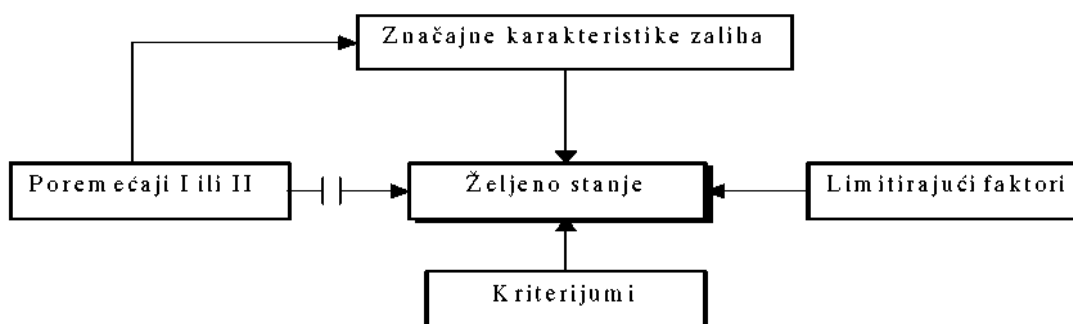 Značajne karakteristike zaliha
Poremećaji I ili II
Željeno stanje
Limitirajući faktori
Kriterijumi